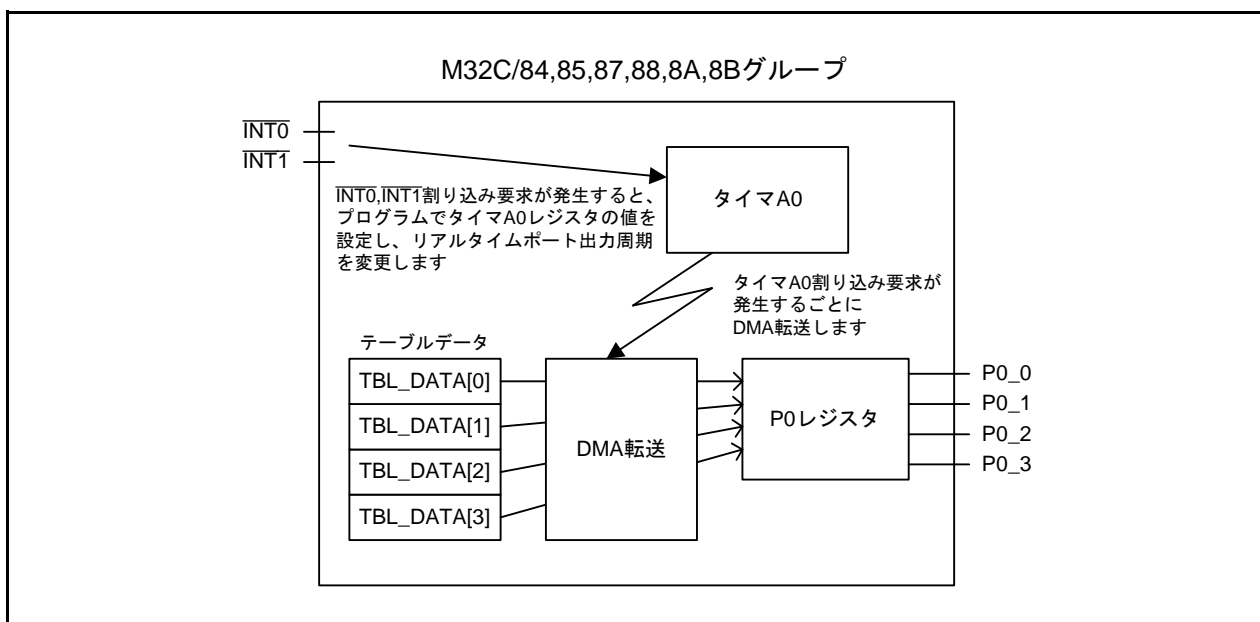 M32C/84,85,87,88,8A,8Bグループ
INT0
INT1
INT0,INT1割り込み要求が発生すると、
プログラムでタイマA0レジスタの値を
設定し、リアルタイムポート出力周期
を変更します
タイマA0
タイマA0割り込み要求が
発生するごとに
DMA転送します
テーブルデータ
TBL_DATA[0]
TBL_DATA[1]
TBL_DATA[2]
TBL_DATA[3]
DMA転送
P0レジスタ
P0_0
P0_1
P0_2
P0_3